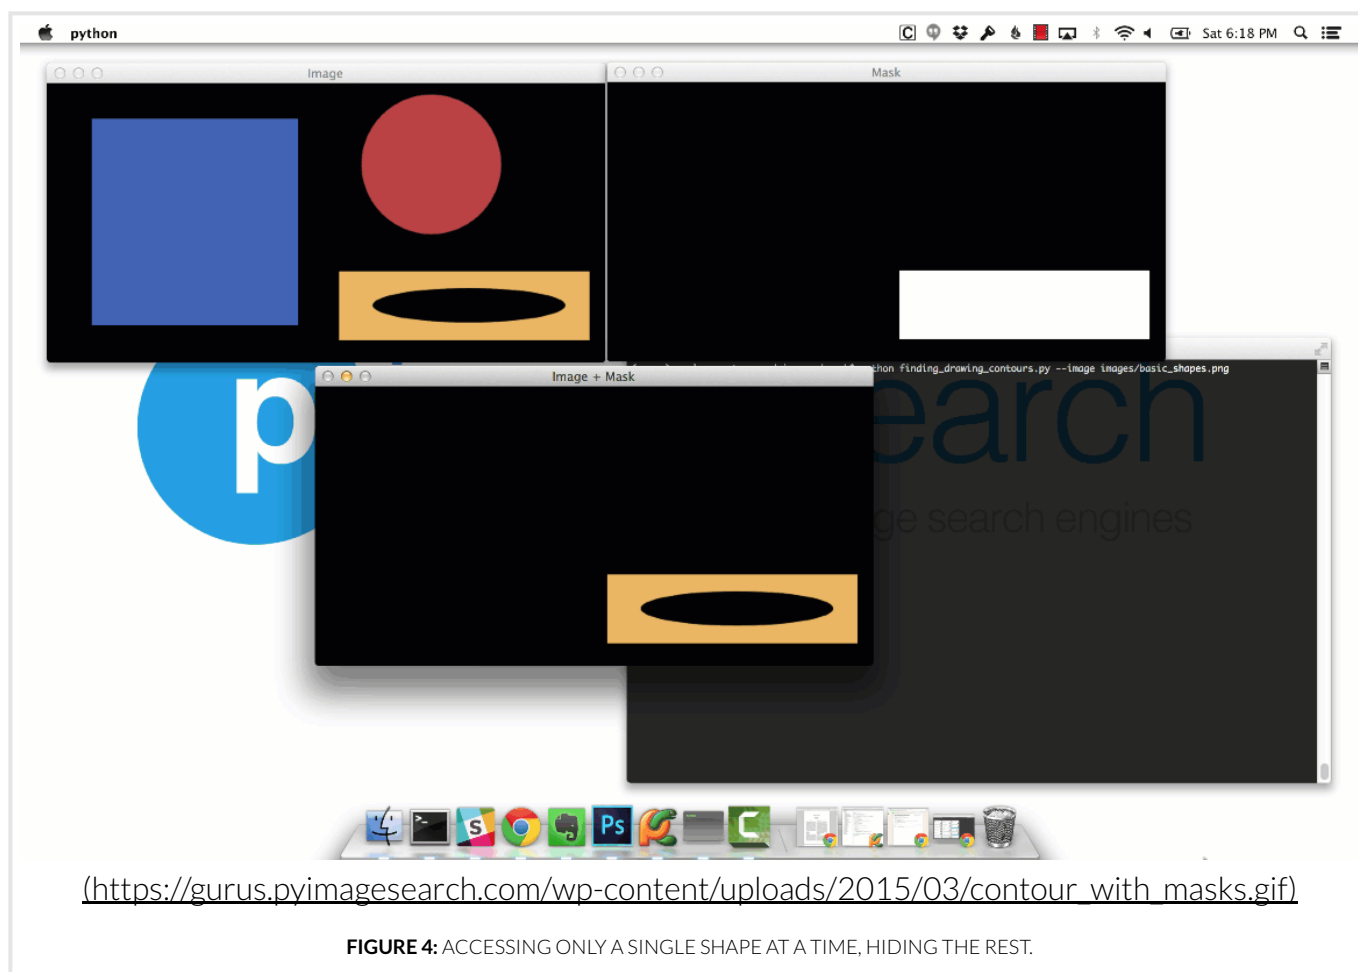 python
Sat 6:18 PM
Image
Mask
python finding_drawing_contours.py --image images/basic_shapes.png
Image + Mask
p
earch
ge search engines
>_
S
Ps
(https://gurus.pyimagesearch.com/wp-content/uploads/2015/03/contour_with_masks.gif)
FIGURE 4: ACCESSING ONLY A SINGLE SHAPE AT A TIME, HIDING THE REST.